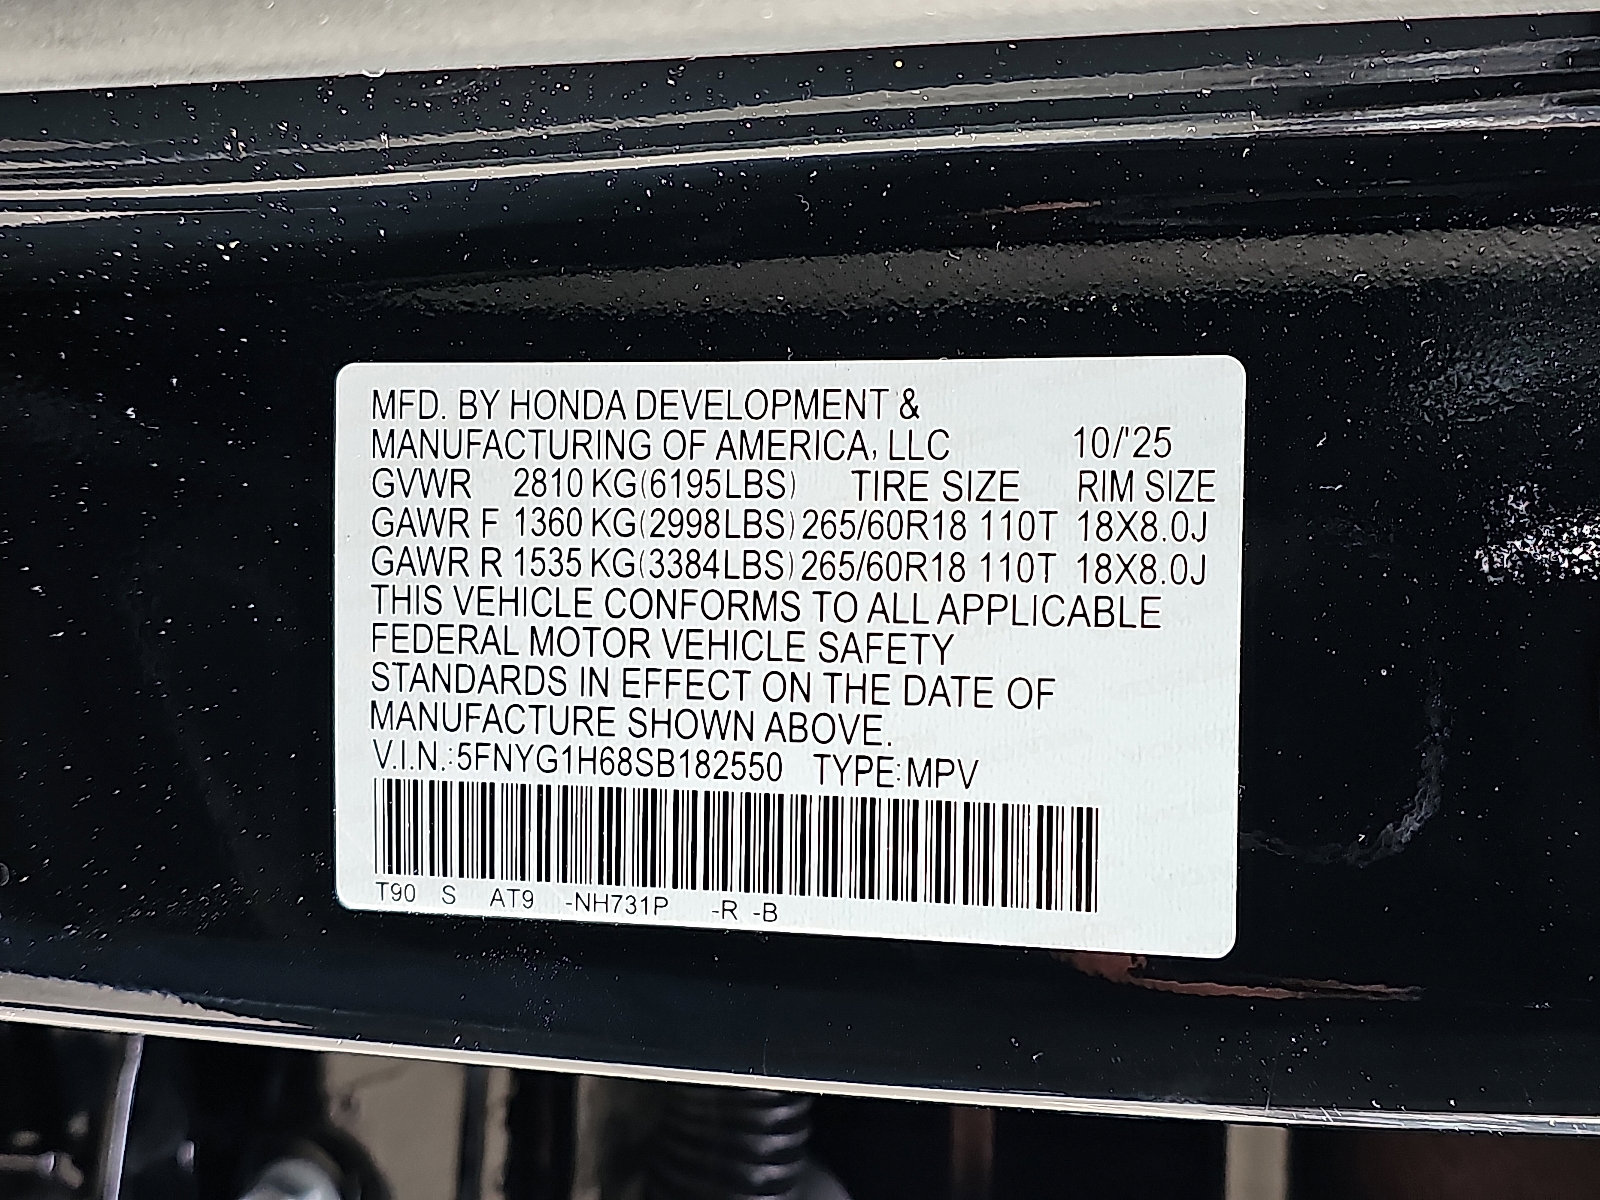 MFD. BY HONDA DEVELOPMENT &
MANUFACTURING OF AMERICA, LLC 10/'25
GVWR 2810 KG(6195LBS) TIRE SIZE RIM SIZE
GAWR F 1360 KG(2998LBS) 265/60R18 110T 18X8.0J
GAWR R 1535 KG(3384LBS) 265/60R18 110T 18X8.0J
THIS VEHICLE CONFORMS TO ALL APPLICABLE
FEDERAL MOTOR VEHICLE SAFETY
STANDARDS IN EFFECT ON THE DATE OF
MANUFACTURE SHOWN ABOVE.
V.I.N.:5FNYG1H68SB182550 TYPE:MPV
T90 S AT9 -NH731P -R -B